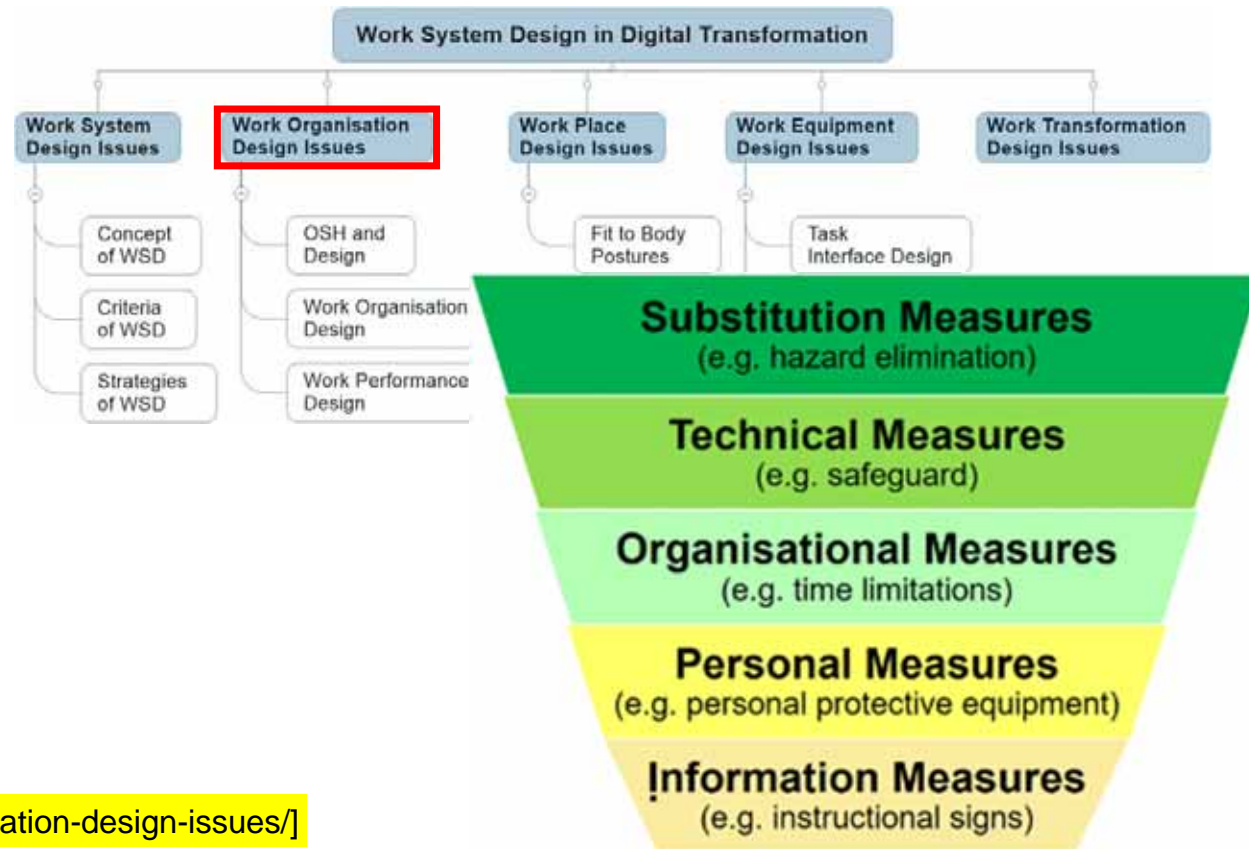 Work System Design in Digital Transformation
Work System
Design Issues
Work Organisation
Design Issues
Work Place
Design Issues
Work Equipment
Design Issues
Work Transformation
Design Issues
Concept
of WSD
Criteria
of WSD
Strategies
of WSD
OSH and
Design
Work Organisation
Design
Work Performance
Design
Fit to Body
Postures
Task
Interface Design
Substitution Measures
(e.g. hazard elimination)
Technical Measures
(e.g. safeguard)
Organisational Measures
(e.g. time limitations)
Personal Measures
(e.g. personal protective equipment)
Information Measures
(e.g. instructional signs)
ation-design-issues/]